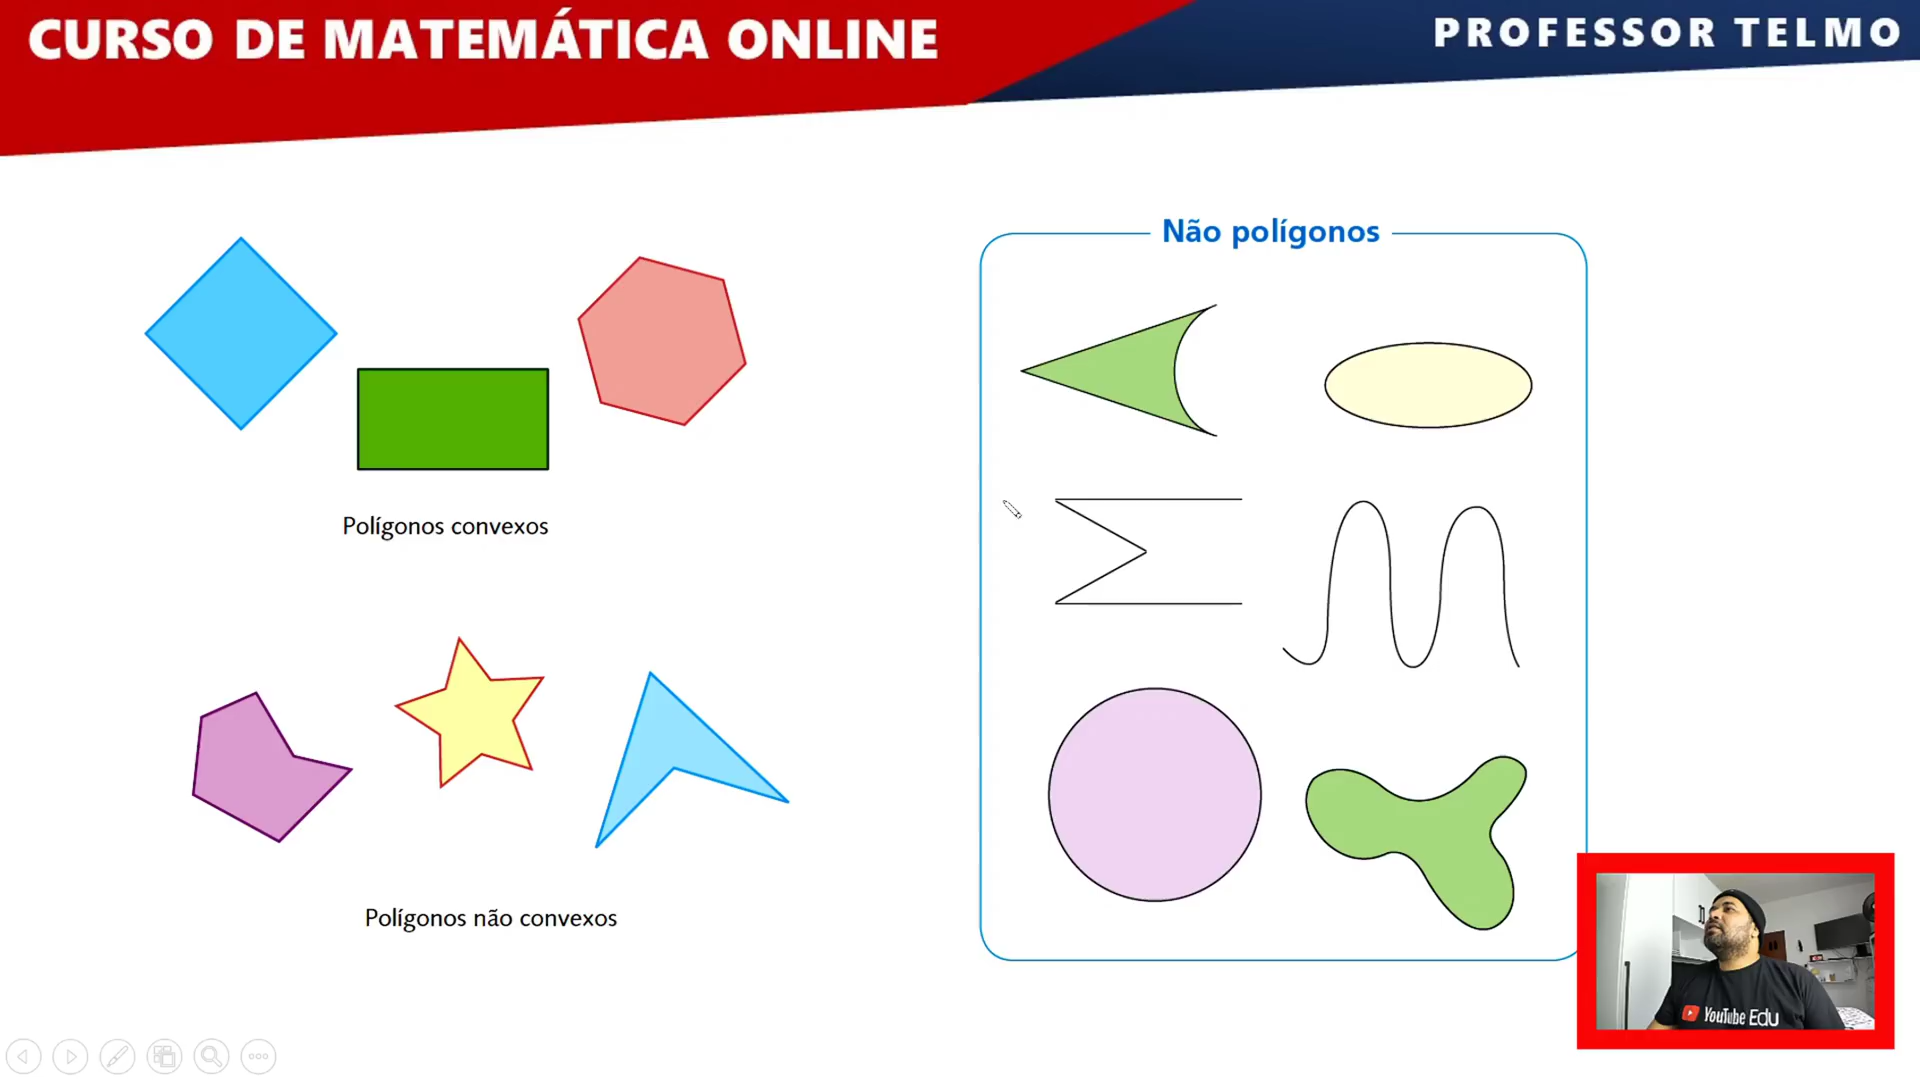 CURSO DE MATEMÁTICA ONLINE
PROFESSOR TELMO
Não polígonos
Polígonos convexos
Polígonos não convexos
YouTube Edu